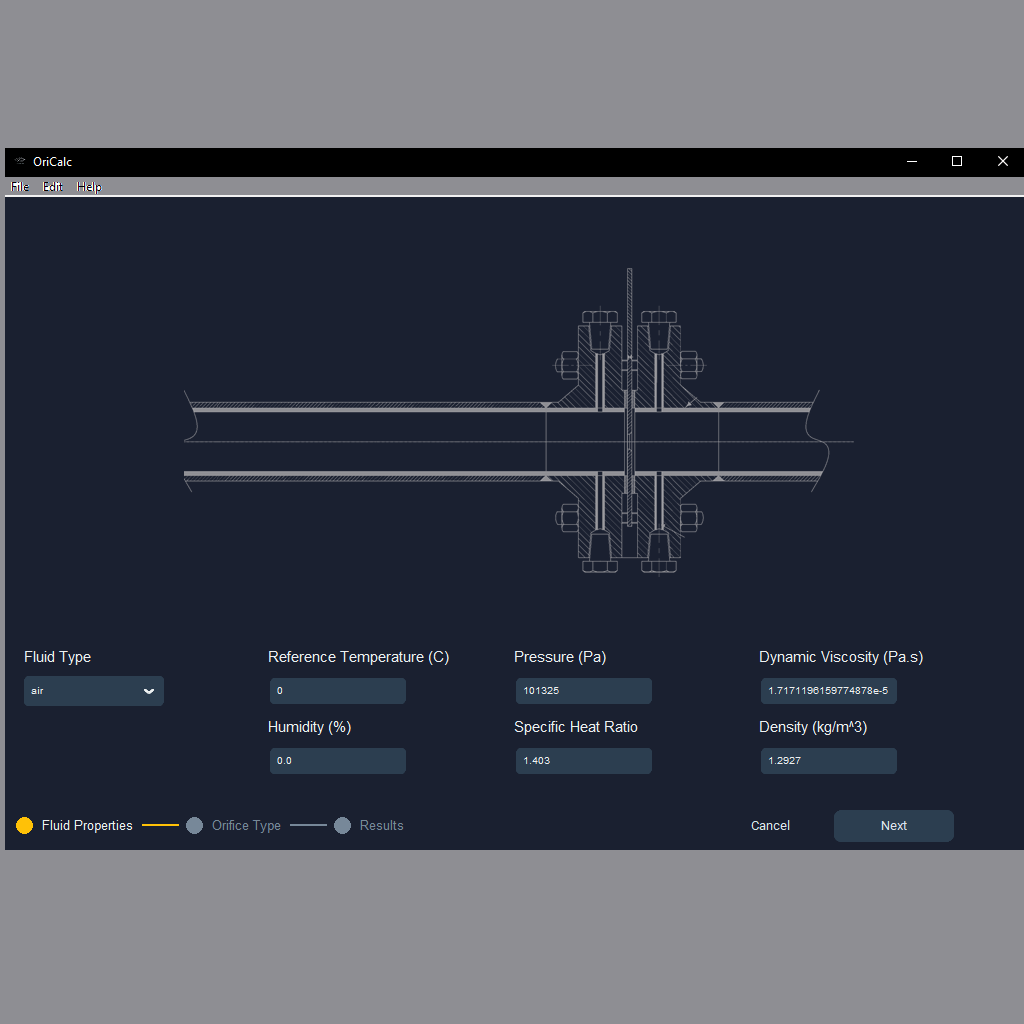 OriCalc
File Edit Help
Fluid Type Reference Temperature (C) Pressure (Pa) Dynamic Viscosity (Pa.s)
air 0 101325 1.7171196159774878e-5
Humidity (%) Specific Heat Ratio Density (kg/m^3)
0.0 1.403 1.2927
Fluid Properties Orifice Type Results Cancel Next